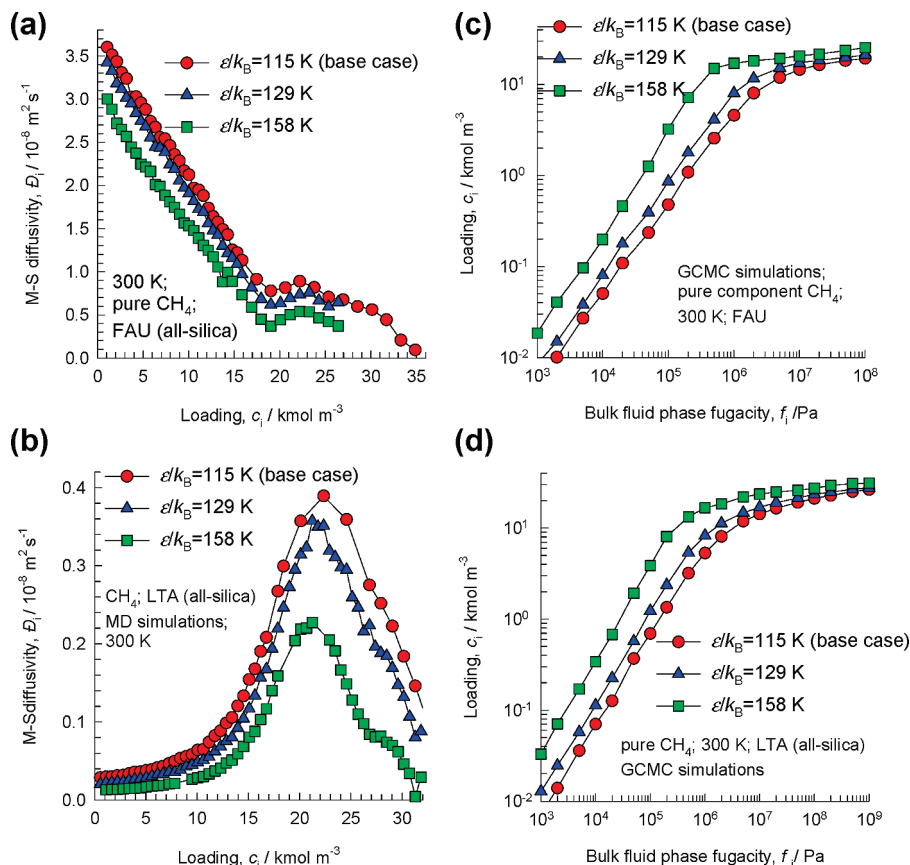 (a)
ε/kB=115 K (base case)
ε/kB=129 K
ε/kB=158 K
M-S diffusivity, Đi / 10⁻⁸ m² s⁻¹
3.5
3.0
2.5
2.0
1.5
1.0
0.5
0.0
300 K;
pure CH₄;
FAU (all-silica)
0 5 10 15 20 25 30 35
Loading, ci / kmol m⁻³
(c)
ε/kB=115 K (base case)
ε/kB=129 K
ε/kB=158 K
Loading, ci / kmol m⁻³
10¹
10⁰
10⁻¹
10⁻²
GCMC simulations;
pure component CH₄;
300 K; FAU
10³ 10⁴ 10⁵ 10⁶ 10⁷ 10⁸
Bulk fluid phase fugacity, fi /Pa
(b)
ε/kB=115 K (base case)
ε/kB=129 K
ε/kB=158 K
M-Sdiffusivity, Đi / 10⁻⁸ m² s⁻¹
0.4
0.3
0.2
0.1
0.0
CH₄; LTA (all-silica)
MD simulations;
300 K
0 5 10 15 20 25 30
Loading, ci / kmol m⁻³
(d)
Loading, ci / kmol m⁻³
10¹
10⁰
10⁻¹
10⁻²
ε/kB=115 K (base case)
ε/kB=129 K
ε/kB=158 K
pure CH₄; 300 K; LTA (all-silica)
GCMC simulations
10³ 10⁴ 10⁵ 10⁶ 10⁷ 10⁸ 10⁹
Bulk fluid phase fugacity, fi / Pa